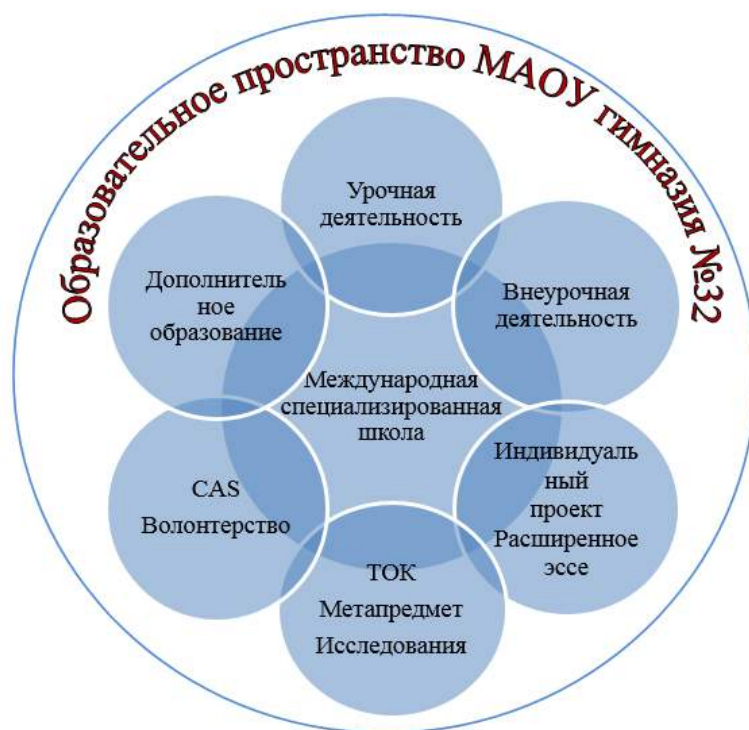 Образовательное пространство МАОУ гимназия №32
Урочная
деятельность
Дополнитель
ное
образование
Внеурочная
деятельность
Международная
специализированная
школа
CAS
Волонтерство
Индивидуаль
ный
проект
Расширенное
эссе
ТОК
Метапредмет
Исследования